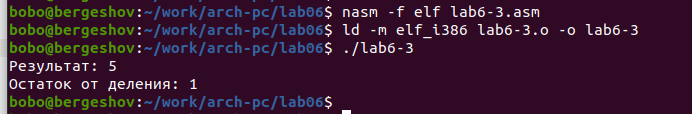 bobo@bergeshov:~/work/arch-pc/lab06$ nasm -f elf lab6-3.asm
bobo@bergeshov:~/work/arch-pc/lab06$ ld -m elf_i386 lab6-3.o -o lab6-3
bobo@bergeshov:~/work/arch-pc/lab06$ ./lab6-3
Результат: 5
Остаток от деления: 1
bobo@bergeshov:~/work/arch-pc/lab06$